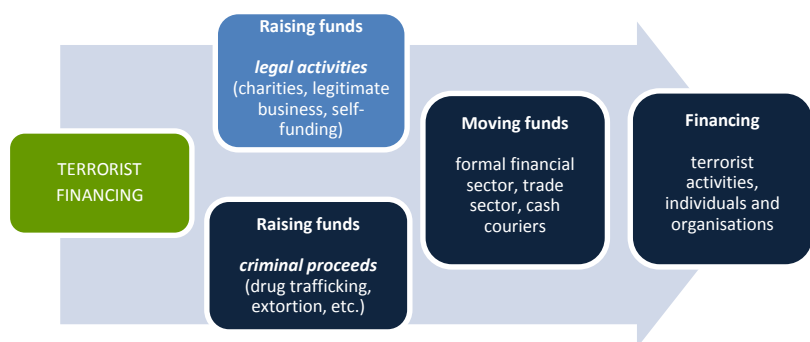 TERRORIST
FINANCING
Raising funds
legal activities
(charities, legitimate
business, self-
funding)
Raising funds
criminal proceeds
(drug trafficking,
extortion, etc.)
Moving funds
formal financial
sector, trade
sector, cash
couriers
Financing
terrorist
activities,
individuals and
organisations